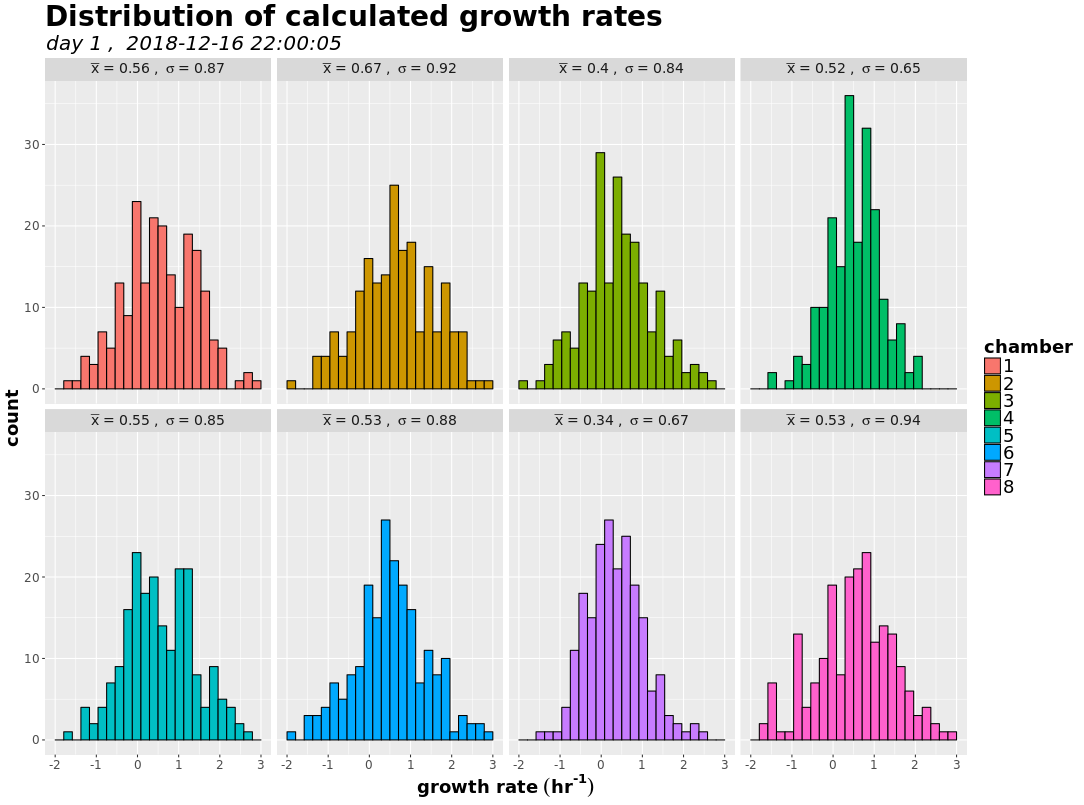 Distribution of calculated growth rates
day 1 ,  2018-12-16 22:00:05
x̅ = 0.56 ,  σ = 0.87
x̅ = 0.67 ,  σ = 0.92
x̅ = 0.4 ,  σ = 0.84
x̅ = 0.52 ,  σ = 0.65
30
20
10
0
x̅ = 0.55 ,  σ = 0.85
x̅ = 0.53 ,  σ = 0.88
x̅ = 0.34 ,  σ = 0.67
x̅ = 0.53 ,  σ = 0.94
30
20
10
0
-2 -1 0 1 2 3
-2 -1 0 1 2 3
-2 -1 0 1 2 3
-2 -1 0 1 2 3
count
growth rate (hr⁻¹)
chamber
1
2
3
4
5
6
7
8